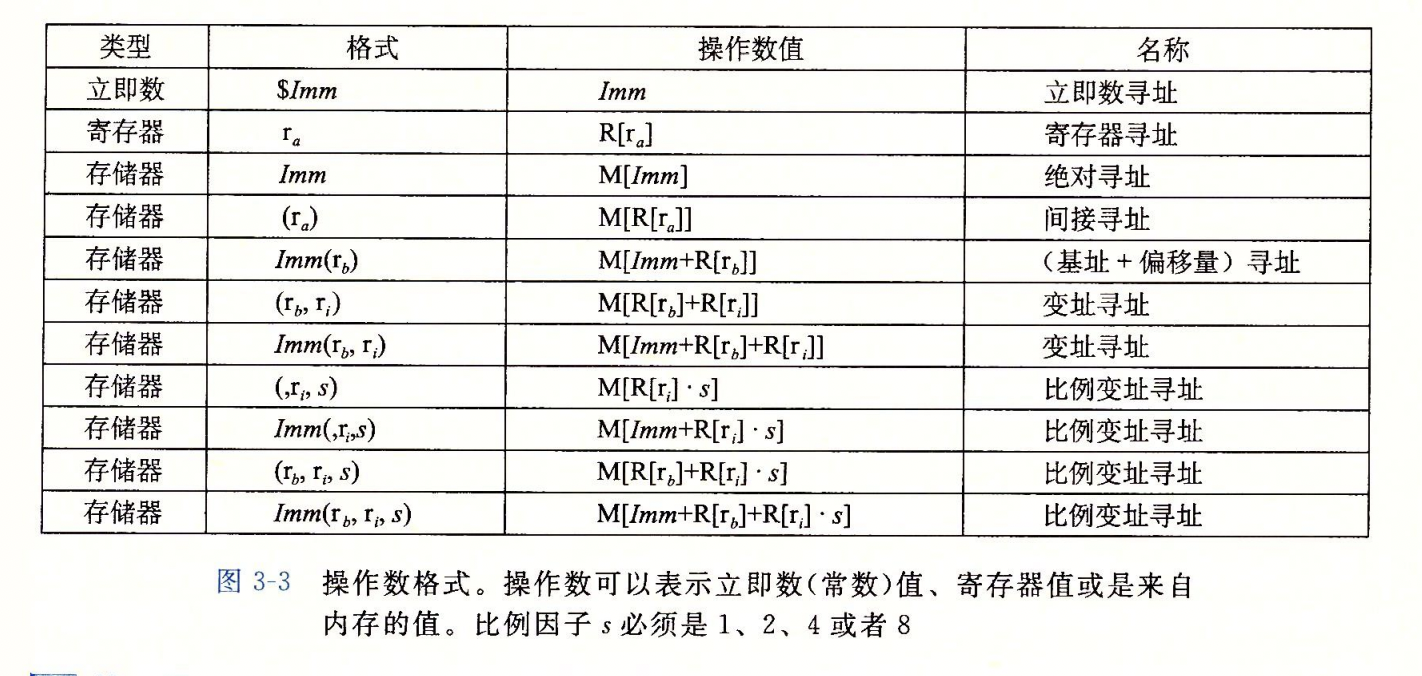 类型 格式 操作数值 名称
立即数 $Imm Imm 立即数寻址
寄存器 rₐ R[rₐ] 寄存器寻址
存储器 Imm M[Imm] 绝对寻址
存储器 (rₐ) M[R[rₐ]] 间接寻址
存储器 Imm(r_b) M[Imm+R[r_b]] （基址+偏移量）寻址
存储器 (r_b, r_i) M[R[r_b]+R[r_i]] 变址寻址
存储器 Imm(r_b, r_i) M[Imm+R[r_b]+R[r_i]] 变址寻址
存储器 (,r_i, s) M[R[r_i]·s] 比例变址寻址
存储器 Imm(,r_i,s) M[Imm+R[r_i]·s] 比例变址寻址
存储器 (r_b, r_i, s) M[R[r_b]+R[r_i]·s] 比例变址寻址
存储器 Imm(r_b, r_i, s) M[Imm+R[r_b]+R[r_i]·s] 比例变址寻址
图 3-3 操作数格式。操作数可以表示立即数(常数)值、寄存器值或是来自
内存的值。比例因子 s 必须是 1、2、4 或者 8